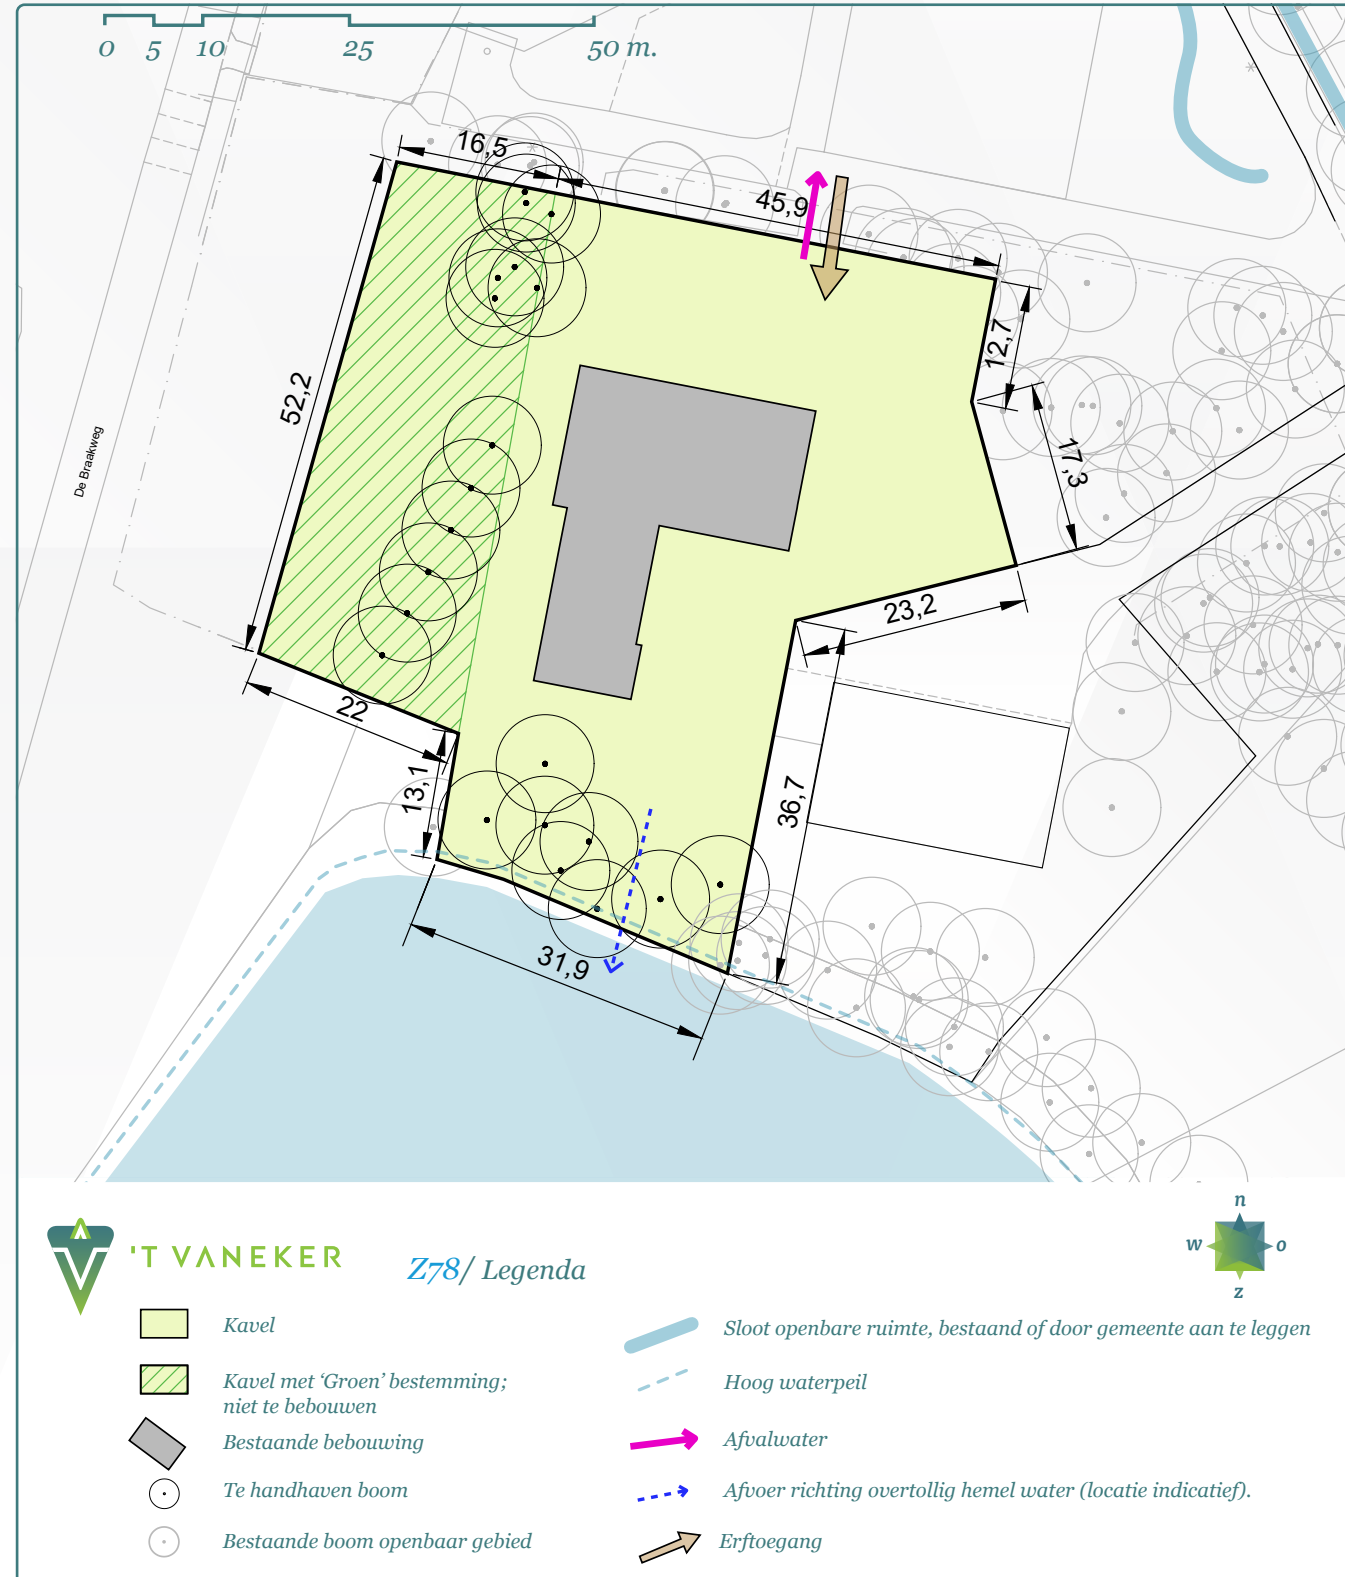 0 5 10 25 50 m.
16,5
45,9
12,7
52,2
17,3
De Braakweg
23,2
22
13,1
36,7
31,9
n
w o
z
'T VANEKER
Z78/ Legenda
Kavel
Kavel met ‘Groen’ bestemming;
niet te bebouwen
Bestaande bebouwing
Te handhaven boom
Bestaande boom openbaar gebied
Sloot openbare ruimte, bestaand of door gemeente aan te leggen
Hoog waterpeil
Afvalwater
Afvoer richting overtollig hemel water (locatie indicatief).
Erftoegang